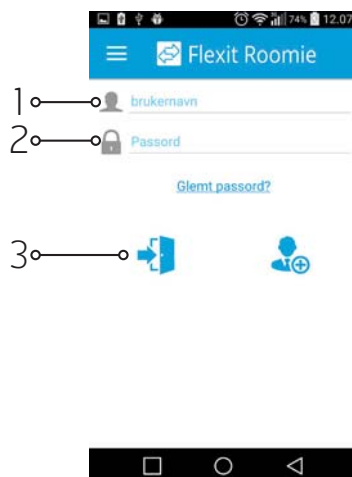 74% 12.07
Flexit Roomie
1 brukernavn
2 Passord
Glemt passord?
3